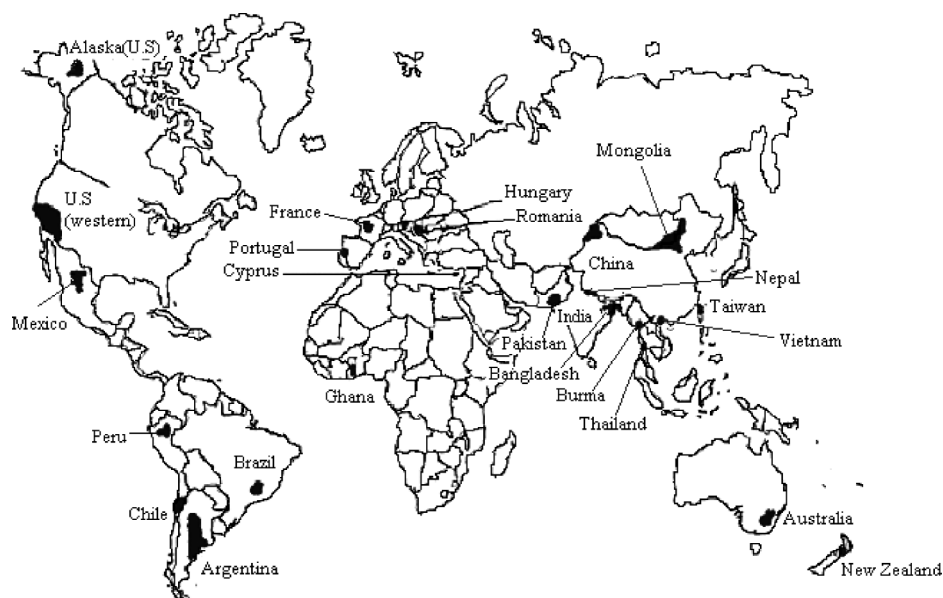 Alaska(U.S)
Mongolia
Hungary
U.S
(western)
France
Romania
Portugal
China
Cyprus
Nepal
India
Taiwan
Mexico
Pakistan
Vietnam
Bangladesh
Ghana
Burma
Thailand
Peru
Brazil
Chile
Australia
Argentina
New Zealand